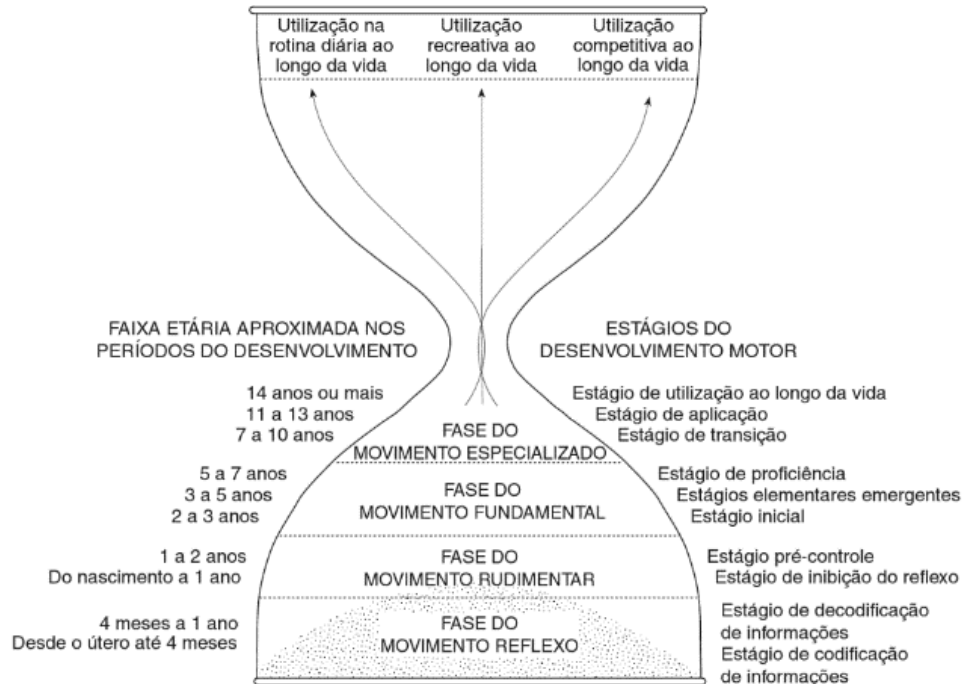 Utilização na
rotina diária ao
longo da vida
Utilização
recreativa ao
longo da vida
Utilização
competitiva ao
longo da vida
FAIXA ETÁRIA APROXIMADA NOS
PERÍODOS DO DESENVOLVIMENTO
ESTÁGIOS DO
DESENVOLVIMENTO MOTOR
14 anos ou mais
11 a 13 anos
7 a 10 anos
FASE DO
MOVIMENTO ESPECIALIZADO
Estágio de utilização ao longo da vida
Estágio de aplicação
Estágio de transição
5 a 7 anos
3 a 5 anos
2 a 3 anos
FASE DO
MOVIMENTO FUNDAMENTAL
Estágio de proficiência
Estágios elementares emergentes
Estágio inicial
1 a 2 anos
Do nascimento a 1 ano
FASE DO
MOVIMENTO RUDIMENTAR
Estágio pré-controle
Estágio de inibição do reflexo
4 meses a 1 ano
Desde o útero até 4 meses
FASE DO
MOVIMENTO REFLEXO
Estágio de decodificação
de informações
Estágio de codificação
de informações